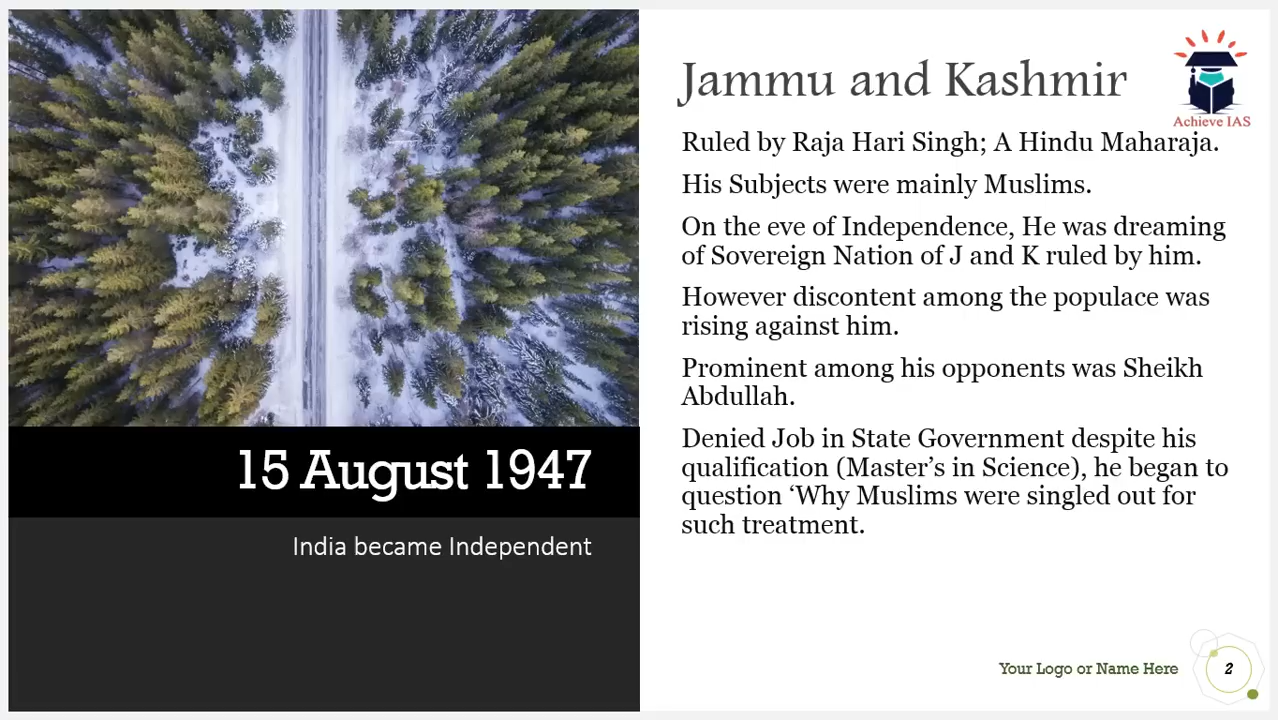 15 August 1947
India became Independent
Jammu and Kashmir
Achieve IAS
Ruled by Raja Hari Singh; A Hindu Maharaja.
His Subjects were mainly Muslims.
On the eve of Independence, He was dreaming
of Sovereign Nation of J and K ruled by him.
However discontent among the populace was
rising against him.
Prominent among his opponents was Sheikh
Abdullah.
Denied Job in State Government despite his
qualification (Master’s in Science), he began to
question ‘Why Muslims were singled out for
such treatment.
Your Logo or Name Here
2